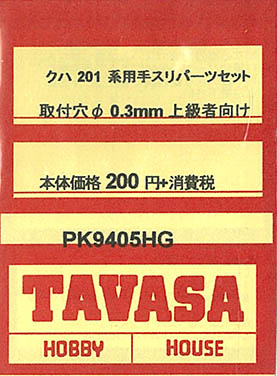 クハ 201 系用手スリパーツセット
取付穴φ 0.3mm 上級者向け
本体価格 200 円+消費税
PK9405HG
TAVASA
HOBBY HOUSE